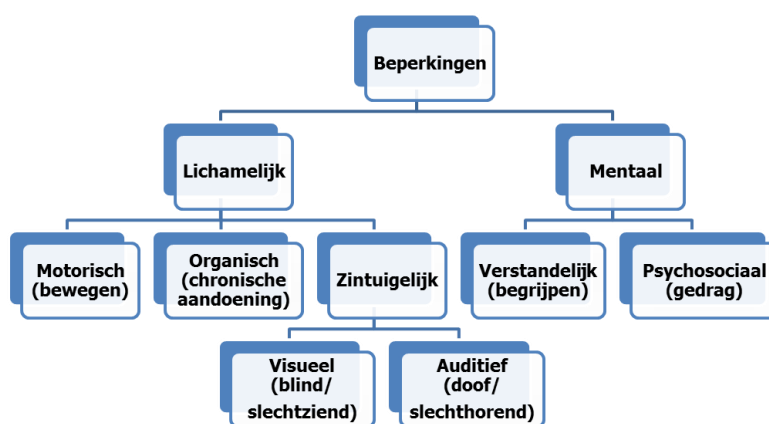 Beperkingen
Lichamelijk
Mentaal
Motorisch
(bewegen)
Organisch
(chronische
aandoening)
Zintuigelijk
Verstandelijk
(begrijpen)
Psychosociaal
(gedrag)
Visueel
(blind/
slechtziend)
Auditief
(doof/
slechthorend)